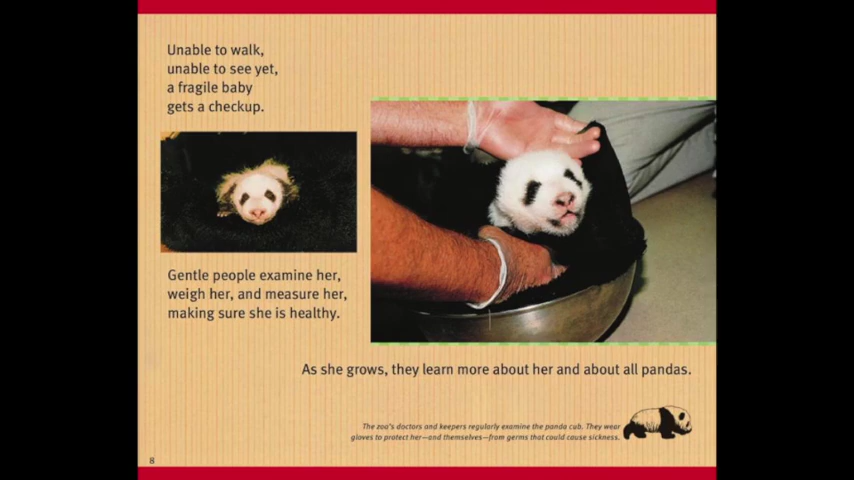 Unable to walk,
unable to see yet,
a fragile baby
gets a checkup.
Gentle people examine her,
weigh her, and measure her,
making sure she is healthy.
As she grows, they learn more about her and about all pandas.
The zoo's doctors and keepers regularly examine the panda cub. They wear
gloves to protect her—and themselves—from germs that could cause sickness.
8